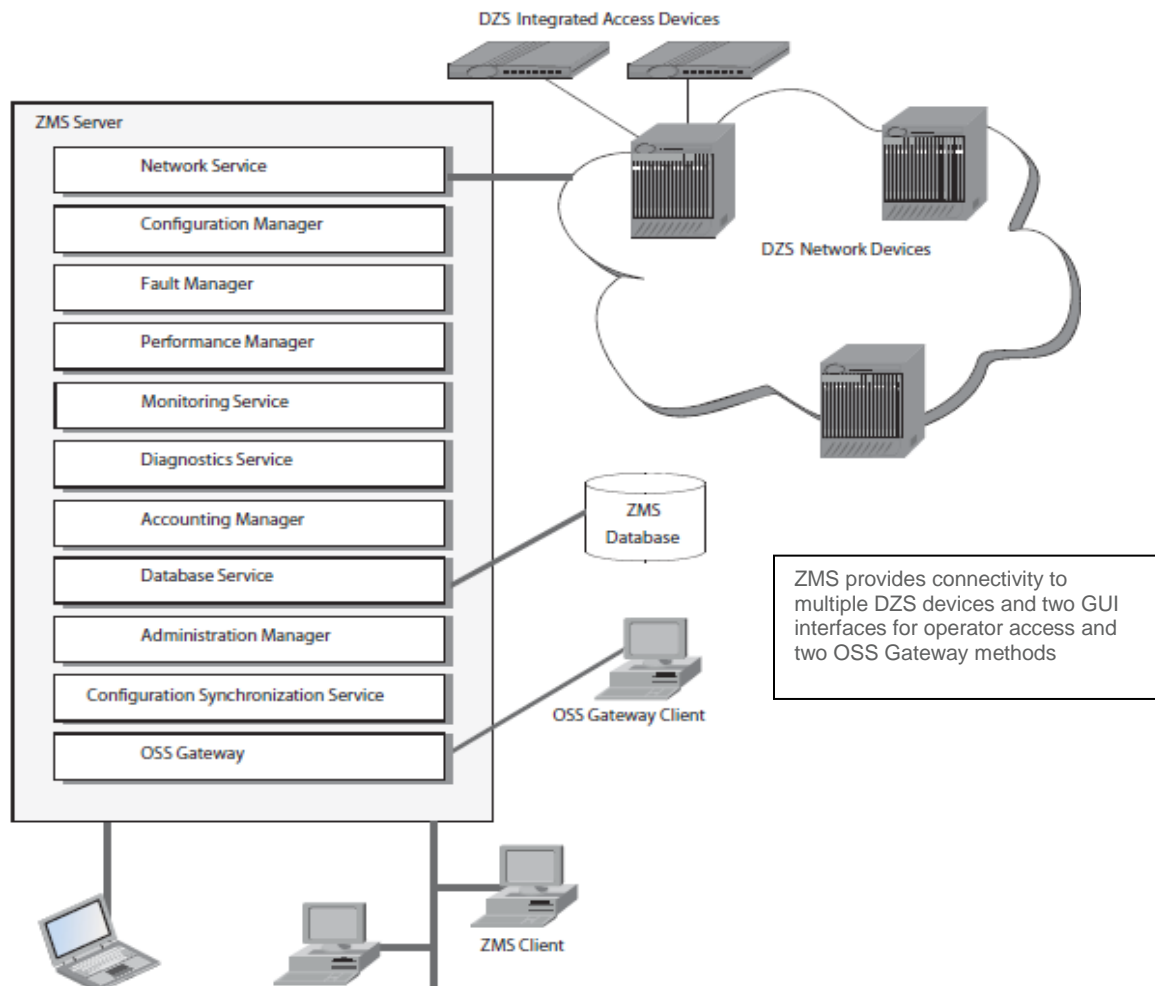 DZS Integrated Access Devices
ZMS Server
Network Service
Configuration Manager
Fault Manager
Performance Manager
Monitoring Service
Diagnostics Service
Accounting Manager
Database Service
Administration Manager
Configuration Synchronization Service
OSS Gateway
DZS Network Devices
ZMS
Database
OSS Gateway Client
ZMS provides connectivity to
multiple DZS devices and two GUI
interfaces for operator access and
two OSS Gateway methods
ZMS Client